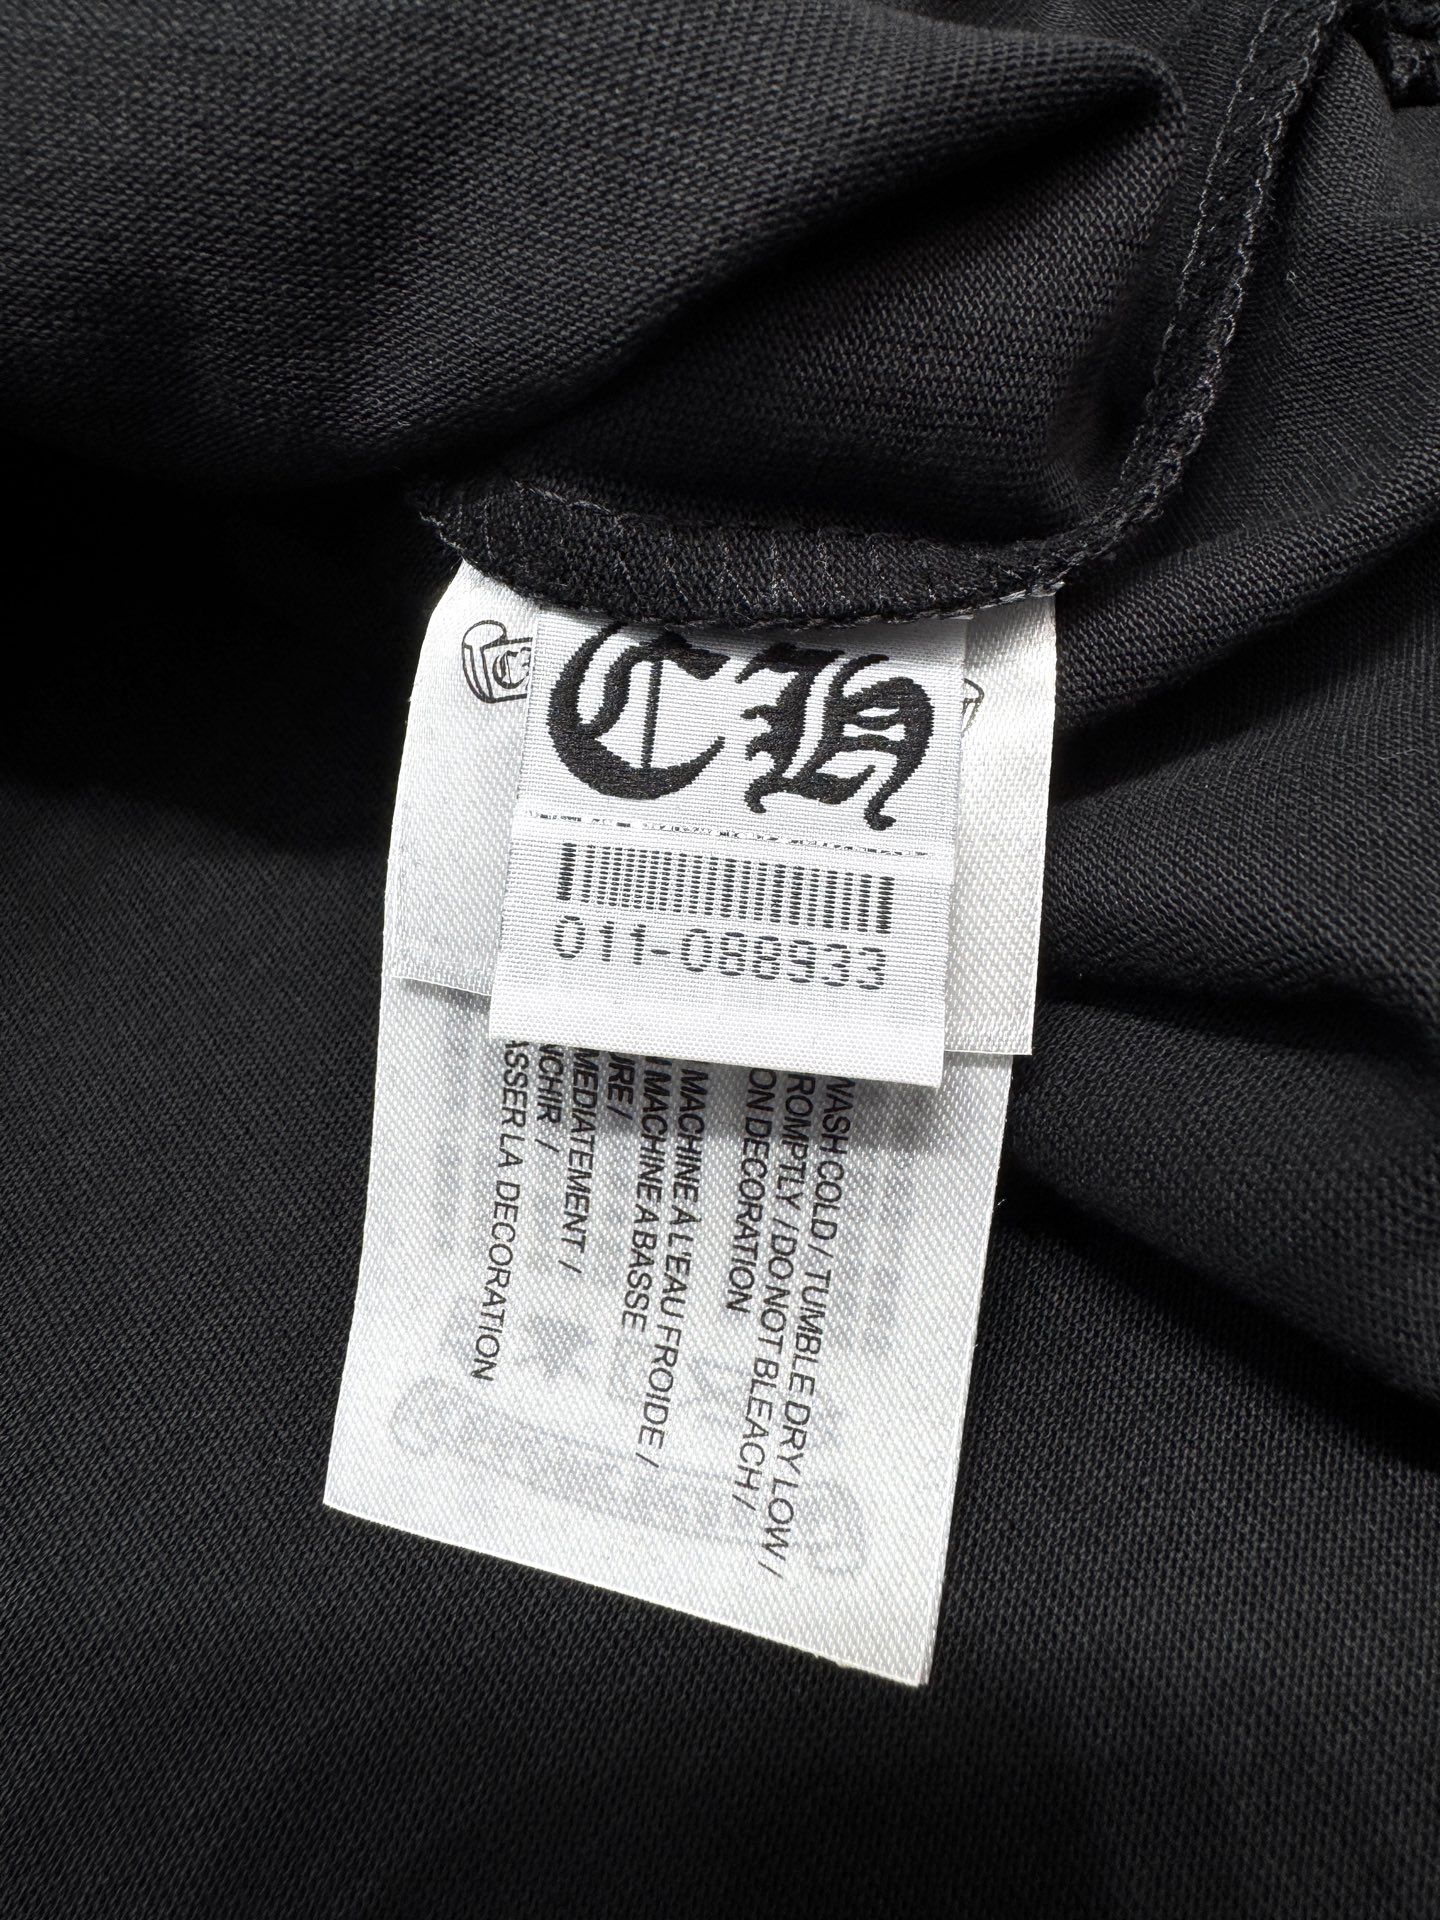 CH
011-088933
WASH COLD / TUMBLE DRY LOW /
ROMPTLY / DO NOT BLEACH /
ON DECORATION
MACHINE À L'EAU FROIDE /
MACHINE A BASSE
URE /
MEDIATEMENT /
NCHIR /
ASSER LA DECORATION